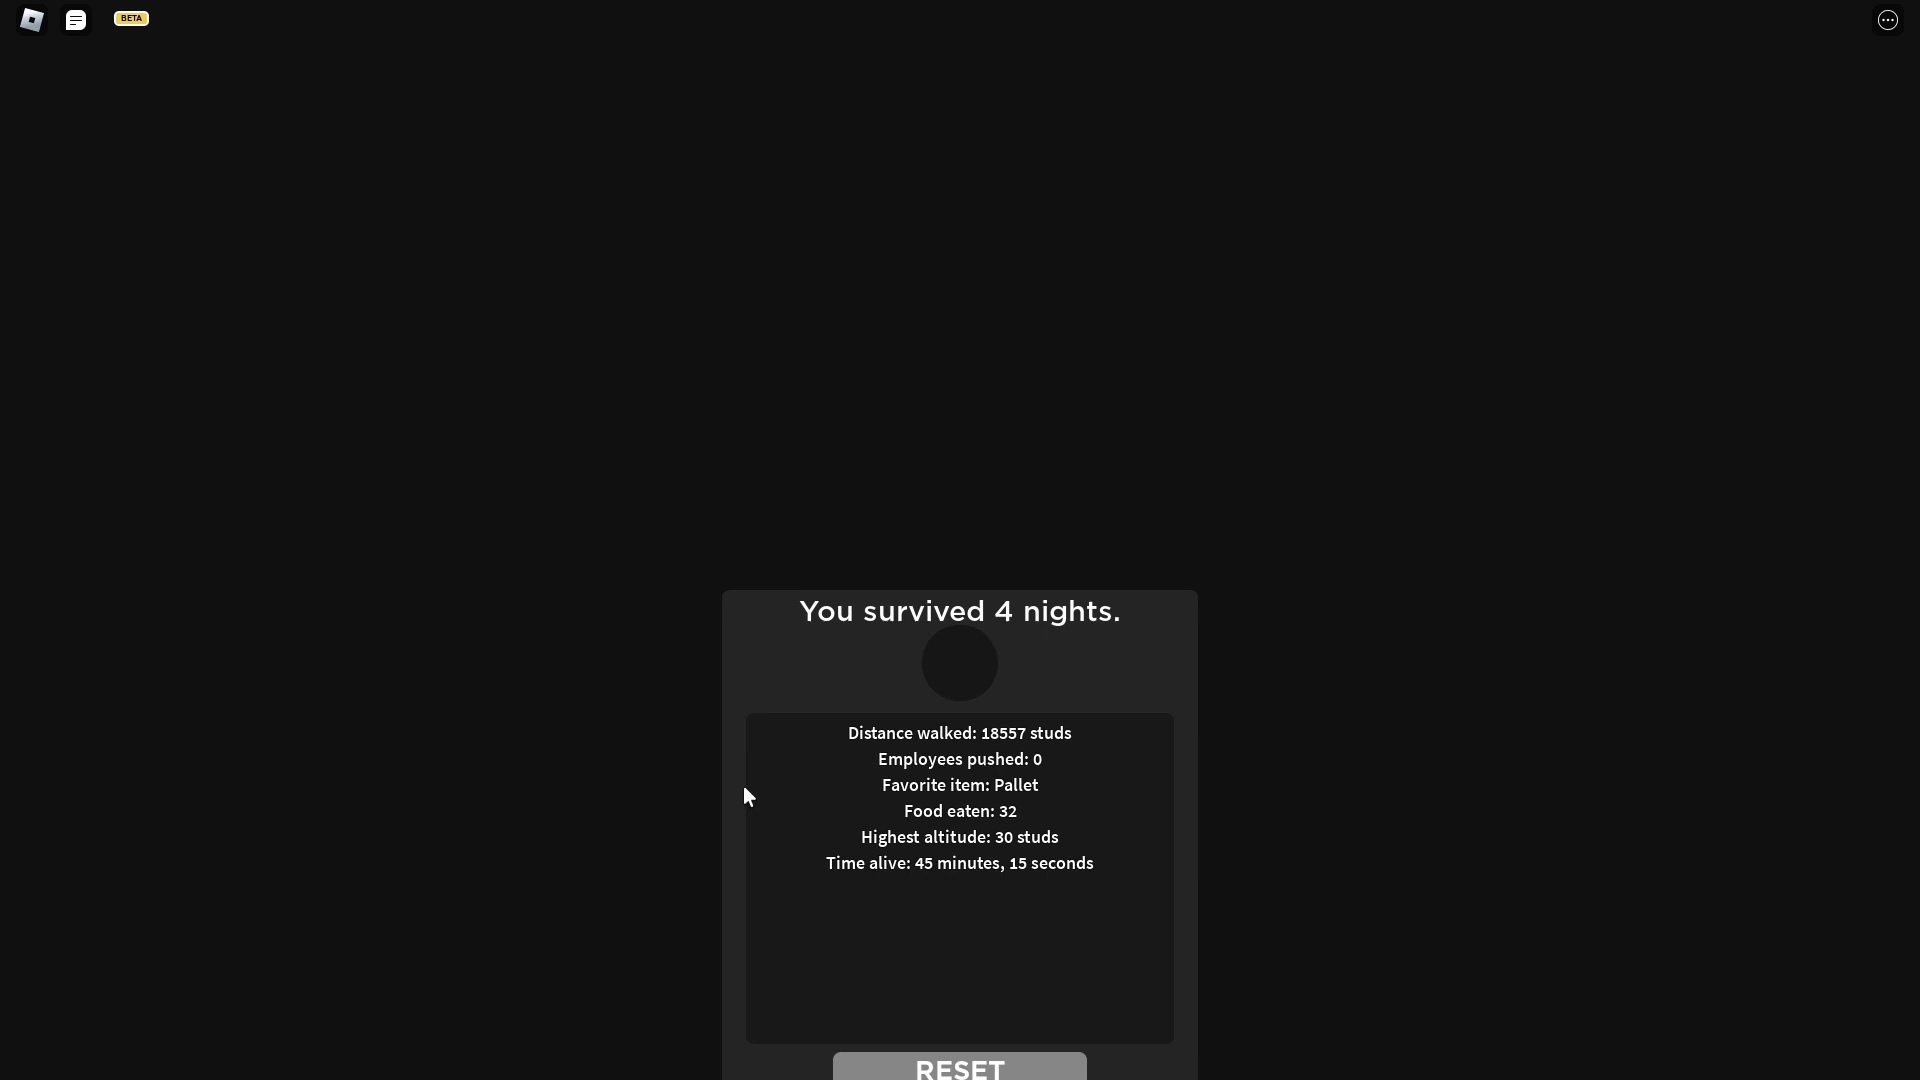 BETA
You survived 4 nights.
Distance walked: 18557 studs
Employees pushed: 0
Favorite item: Pallet
Food eaten: 32
Highest altitude: 30 studs
Time alive: 45 minutes, 15 seconds
RESET